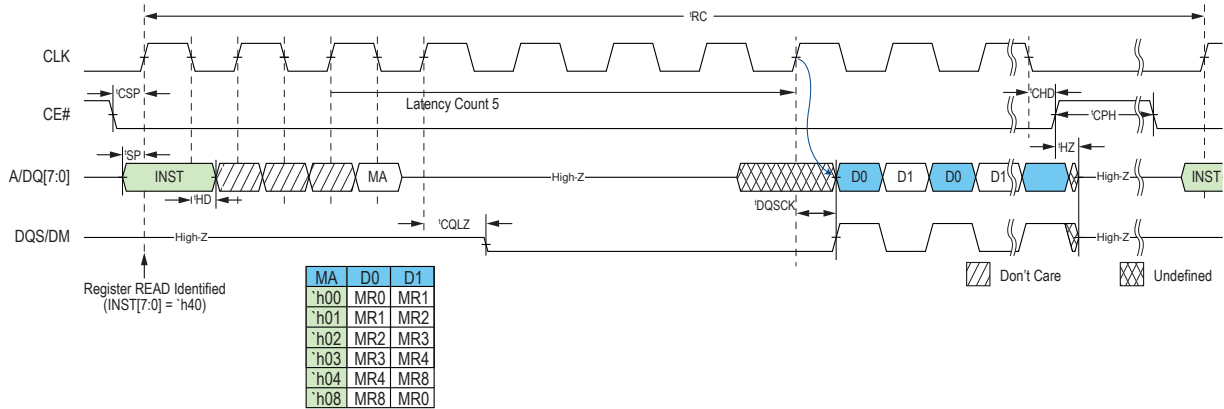 tRC
CLK
tCSP
Latency Count 5
tCHD
CE#
tCPH
tSP
tHZ
A/DQ[7:0]
INST
MA
High-Z
D0
D1
D0
D1
High-Z
INST
tHD
tDQSCK
tCQLZ
DQS/DM
High-Z
High-Z
Register READ Identified
(INST[7:0] = `h40)
Don't Care
Undefined
MA D0 D1
`h00 MR0 MR1
`h01 MR1 MR2
`h02 MR2 MR3
`h03 MR3 MR4
`h04 MR4 MR8
`h08 MR8 MR0